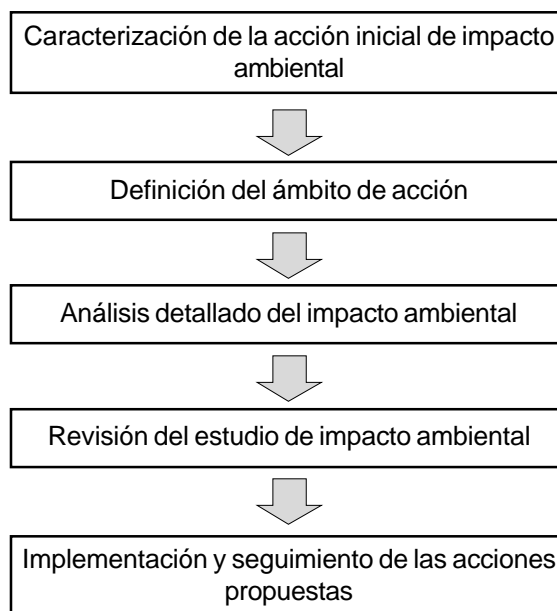 Caracterización de la acción inicial de impacto
ambiental
Definición del ámbito de acción
Análisis detallado del impacto ambiental
Revisión del estudio de impacto ambiental
Implementación y seguimiento de las acciones
propuestas